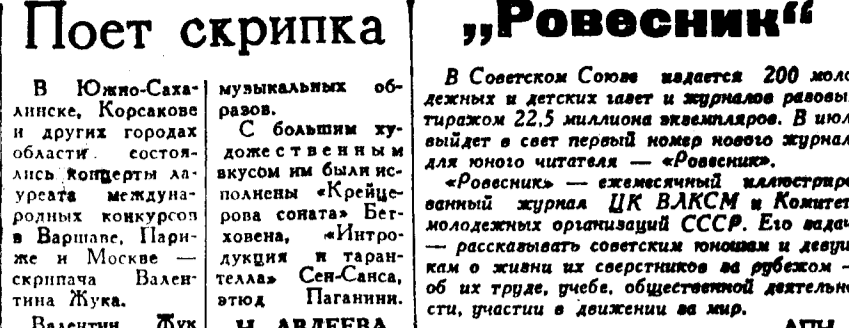 Поет скрипка
В Южно-Саха-
линске, Корсакове
и других городах
области состоя-
лись концерты ла-
уреата междуна-
родных конкурсов
в Варшаве, Пари-
же и Москве —
скрипача Вален-
тина Жука.
Валентин Жук
музыкальных об-
разов.
С большим ху-
дожественным
вкусом им были ис-
полнены «Крейце-
рова соната» Бет-
ховена, «Интро-
дукция и таран-
телла» Сен-Санса,
этюд Паганини.
Н. АВДЕЕВА
„Ровесник“
В Советском Союзе издается 200 моло
дежных и детских газет и журналов разовы
тиражом 22,5 миллиона экземпляров. В июл
выйдет в свет первый номер нового журнал
для юного читателя — «Ровесник».
«Ровесник» — ежемесячный иллюстриро
ванный журнал ЦК ВЛКСМ и Комитет
молодежных организаций СССР. Его задач
— рассказывать советским юношам и девуш
кам о жизни их сверстников за рубежом —
об их труде, учебе, общественной деятельно
сти, участии в движении за мир.
АПН